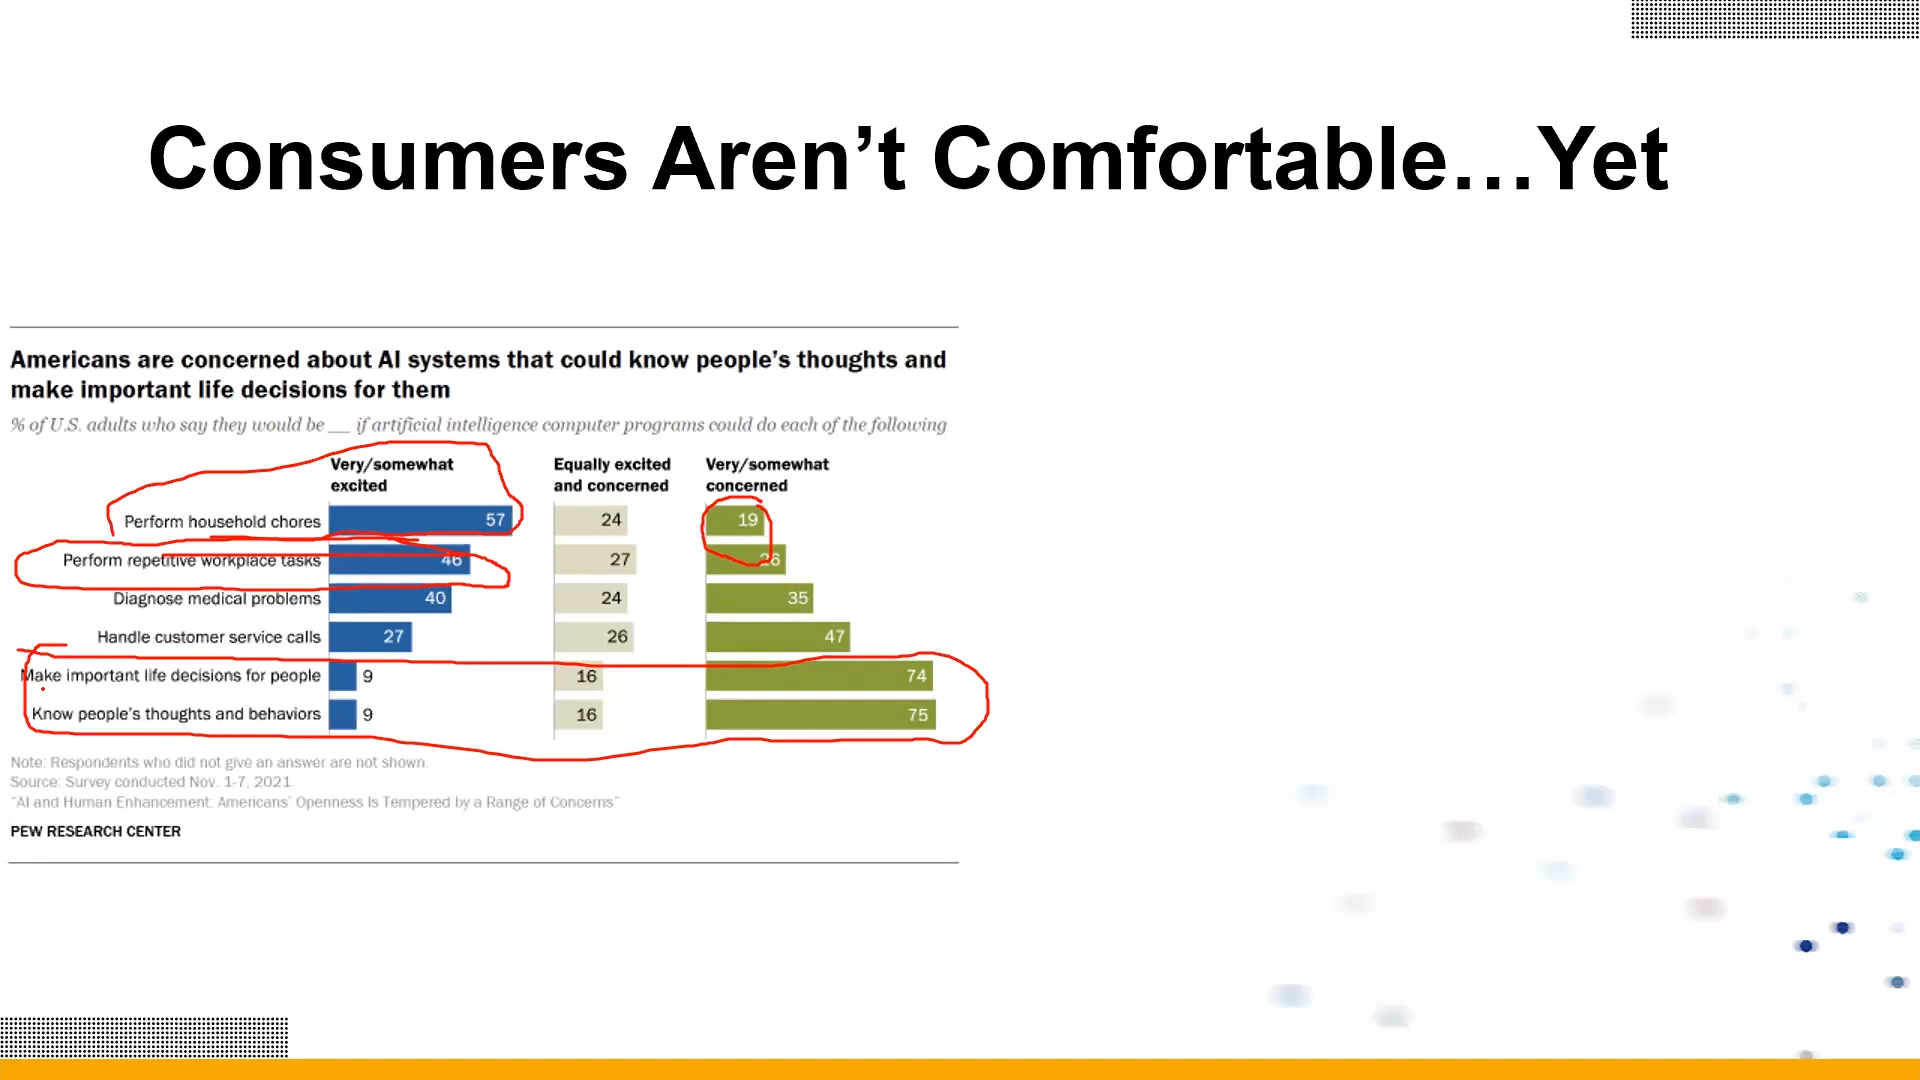 Consumers Aren’t Comfortable…Yet
Americans are concerned about AI systems that could know people’s thoughts and
make important life decisions for them
% of U.S. adults who say they would be __ if artificial intelligence computer programs could do each of the following
Very/somewhat excited
Equally excited and concerned
Very/somewhat concerned
Perform household chores 57 24 19
Perform repetitive workplace tasks 46 27 26
Diagnose medical problems 40 24 35
Handle customer service calls 27 26 47
Make important life decisions for people 9 16 74
Know people’s thoughts and behaviors 9 16 75
Note: Respondents who did not give an answer are not shown.
Source: Survey conducted Nov. 1-7, 2021.
“AI and Human Enhancement: Americans’ Openness Is Tempered by a Range of Concerns”
PEW RESEARCH CENTER